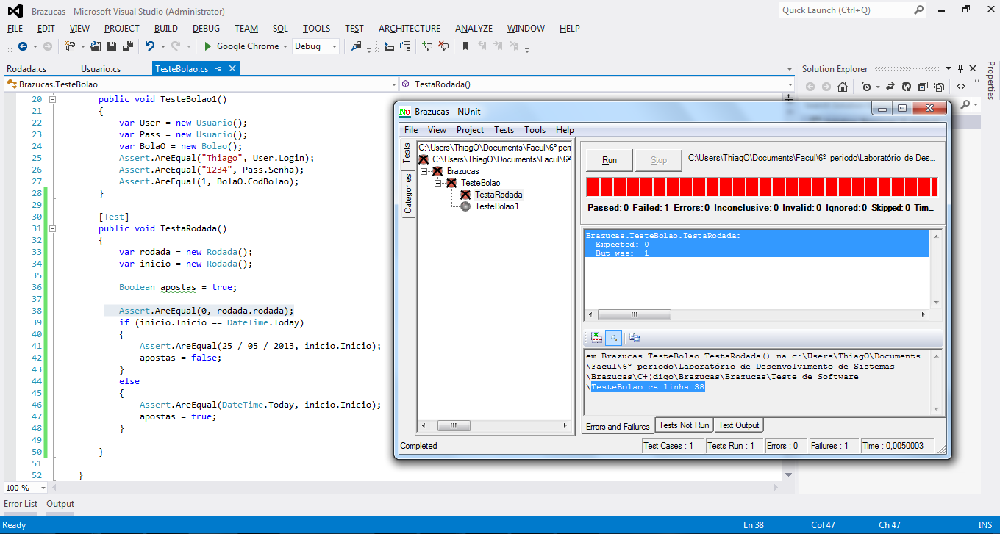 Brazucas - Microsoft Visual Studio (Administrator)
Quick Launch (Ctrl+Q)
FILE EDIT VIEW PROJECT BUILD DEBUG TEAM SQL TOOLS TEST ARCHITECTURE ANALYZE WINDOW HELP
Google Chrome Debug
Rodada.cs Usuario.cs TesteBolao.cs
Brazucas.TesteBolao TestaRodada()
20 public void TesteBolao1()
21 {
22 var User = new Usuario();
23 var Pass = new Usuario();
24 var BolaO = new Bolao();
25 Assert.AreEqual("Thiago", User.Login);
26 Assert.AreEqual("1234", Pass.Senha);
27 Assert.AreEqual(1, BolaO.CodBolao);
28 }
29
30 [Test]
31 public void TestaRodada()
32 {
33 var rodada = new Rodada();
34 var inicio = new Rodada();
35
36 Boolean apostas = true;
37
38 Assert.AreEqual(0, rodada.rodada);
39 if (inicio.Inicio == DateTime.Today)
40 {
41 Assert.AreEqual(25 / 05 / 2013, inicio.Inicio);
42 apostas = false;
43 }
44 else
45 {
46 Assert.AreEqual(DateTime.Today, inicio.Inicio);
47 apostas = true;
48 }
49
50 }
51
52 }
100 %
Error List Output
Ready
Ln 38 Col 47 Ch 47 INS
Solution Explorer
Properties
Brazucas - NUnit
File View Project Tests Tools Help
Tests
Categories
C:\Users\ThiagO\Documents\Facul\6º peri
C:\Users\ThiagO\Documents\Facul\6º
Brazucas
TesteBolao
TestaRodada
TesteBolao1
Run Stop C:\Users\ThiagO\Documents\Facul\6º periodo\Laboratório de Des...
Passed: 0 Failed: 1 Errors: 0 Inconclusive: 0 Invalid: 0 Ignored: 0 Skipped: 0 Tim...
Brazucas.TesteBolao.TestaRodada:
Expected: 0
But was: 1
em Brazucas.TesteBolao.TestaRodada() na c:\Users\ThiagO\Documents
\Facul\6º periodo\Laboratório de Desenvolvimento de Sistemas
\Brazucas\C+¦digo\Brazucas\Brazucas\Teste de Software
\TesteBolao.cs:linha 38
Errors and Failures Tests Not Run Text Output
Completed
Test Cases : 1 Tests Run : 1 Errors : 0 Failures : 1 Time : 0,0050003